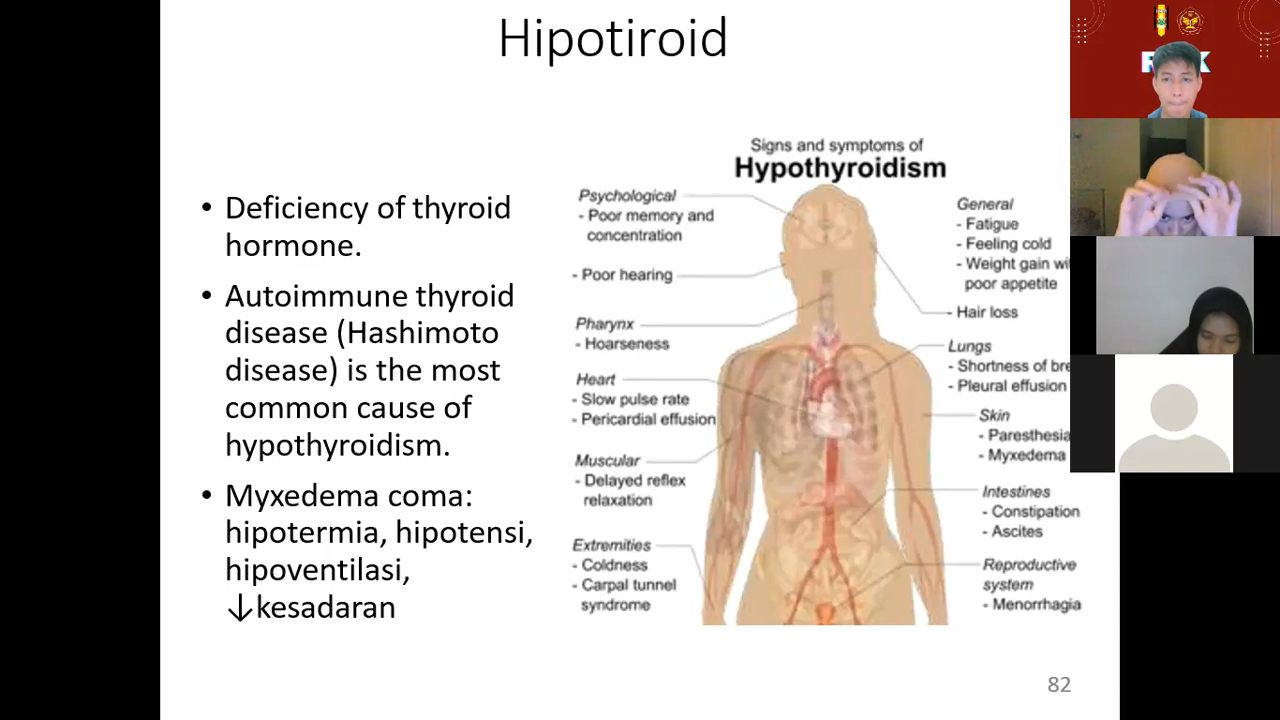 Hipotiroid
• Deficiency of thyroid
hormone.
• Autoimmune thyroid
disease (Hashimoto
disease) is the most
common cause of
hypothyroidism.
• Myxedema coma:
hipotermia, hipotensi,
hipoventilasi,
↓kesadaran
Signs and symptoms of
Hypothyroidism
Psychological
- Poor memory and
concentration
- Poor hearing
Pharynx
- Hoarseness
Heart
- Slow pulse rate
- Pericardial effusion
Muscular
- Delayed reflex
relaxation
Extremities
- Coldness
- Carpal tunnel
syndrome
General
- Fatigue
- Feeling cold
- Weight gain wi
poor appetite
- Hair loss
Lungs
- Shortness of bre
- Pleural effusion
Skin
- Paresthesia
- Myxedema
Intestines
- Constipation
- Ascites
Reproductive
system
- Menorrhagia
82